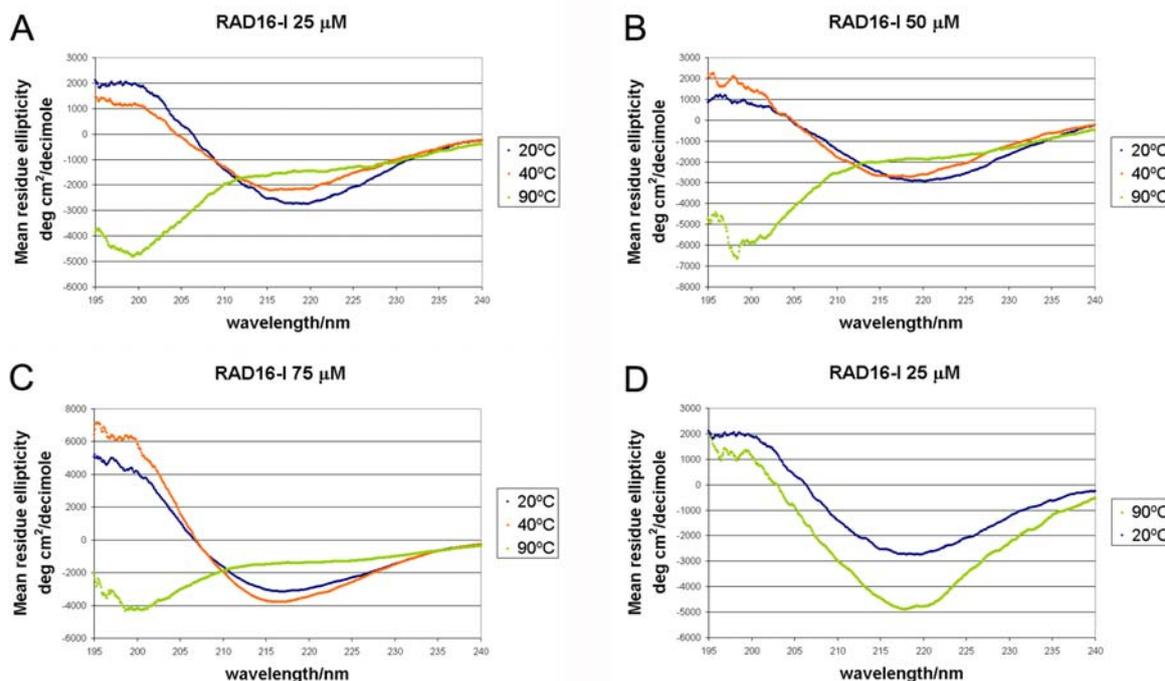 A
RAD16-I 25 μM
Mean residue ellipticity
deg cm²/decimole
3000
2000
1000
0
-1000
-2000
-3000
-4000
-5000
-6000
195 200 205 210 215 220 225 230 235 240
wavelength/nm
20ºC
40ºC
90ºC
B
RAD16-I 50 μM
Mean residue ellipticity
deg cm²/decimole
3000
2000
1000
0
-1000
-2000
-3000
-4000
-5000
-6000
-7000
-8000
195 200 205 210 215 220 225 230 235 240
wavelength/nm
20ºC
40ºC
90ºC
C
RAD16-I 75 μM
Mean residue ellipticity
deg cm²/decimole
8000
6000
4000
2000
0
-2000
-4000
-6000
195 200 205 210 215 220 225 230 235 240
wavelength/nm
20ºC
40ºC
90ºC
D
RAD16-I 25 μM
Mean residue ellipticity
deg cm²/decimole
3000
2000
1000
0
-1000
-2000
-3000
-4000
-5000
-6000
195 200 205 210 215 220 225 230 235 240
wavelength/nm
90ºC
20ºC